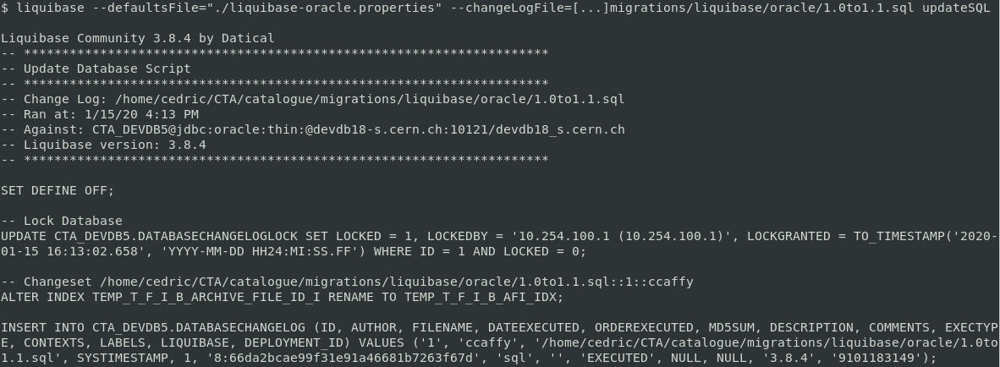 $ liquibase --defaultsFile="./liquibase-oracle.properties" --changeLogFile=[...]migrations/liquibase/oracle/1.0to1.1.sql updateSQL
Liquibase Community 3.8.4 by Datical
-- *********************************************************************
-- Update Database Script
-- *********************************************************************
-- Change Log: /home/cedric/CTA/catalogue/migrations/liquibase/oracle/1.0to1.1.sql
-- Ran at: 1/15/20 4:13 PM
-- Against: CTA_DEVDB5@jdbc:oracle:thin:@devdb18-s.cern.ch:10121/devdb18_s.cern.ch
-- Liquibase version: 3.8.4
-- *********************************************************************
SET DEFINE OFF;
-- Lock Database
UPDATE CTA_DEVDB5.DATABASECHANGELOGLOCK SET LOCKED = 1, LOCKEDBY = '10.254.100.1 (10.254.100.1)', LOCKGRANTED = TO_TIMESTAMP('2020-
01-15 16:13:02.658', 'YYYY-MM-DD HH24:MI:SS.FF') WHERE ID = 1 AND LOCKED = 0;
-- Changeset /home/cedric/CTA/catalogue/migrations/liquibase/oracle/1.0to1.1.sql::1::ccaffy
ALTER INDEX TEMP_T_F_I_B_ARCHIVE_FILE_ID_I RENAME TO TEMP_T_F_I_B_AFI_IDX;
INSERT INTO CTA_DEVDB5.DATABASECHANGELOG (ID, AUTHOR, FILENAME, DATEEXECUTED, ORDEREXECUTED, MD5SUM, DESCRIPTION, COMMENTS, EXECTYP
E, CONTEXTS, LABELS, LIQUIBASE, DEPLOYMENT_ID) VALUES ('1', 'ccaffy', '/home/cedric/CTA/catalogue/migrations/liquibase/oracle/1.0to
1.1.sql', SYSTIMESTAMP, 1, '8:66da2bcae99f31e91a46681b7263f67d', 'sql', '', 'EXECUTED', NULL, NULL, '3.8.4', '9101183149');